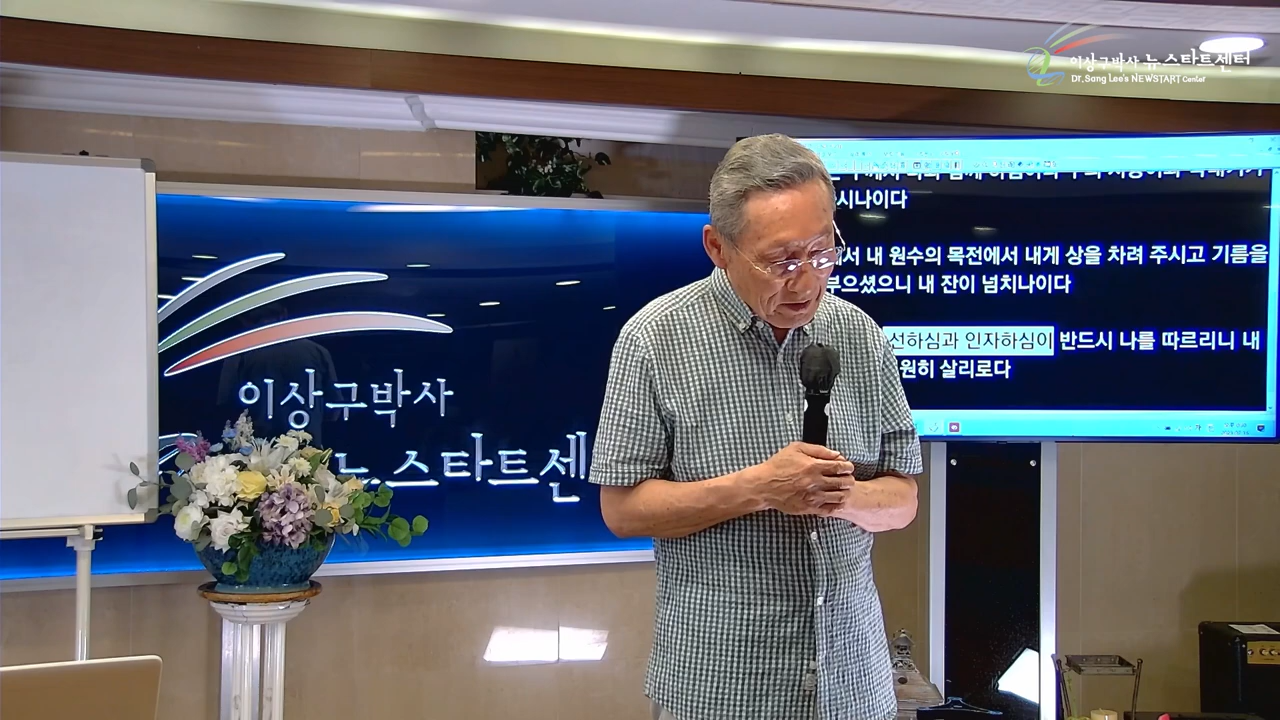 이상구박사 뉴스타트센터
Dr. Sang Lee's NEWSTART Center
시나이다
내 원수의 목전에서 내게 상을 차려 주시고 기름을
부으셨으니 내 잔이 넘치나이다
선하심과 인자하심이 반드시 나를 따르리니 내
원히 살리로다
이상구박사
뉴스타트센